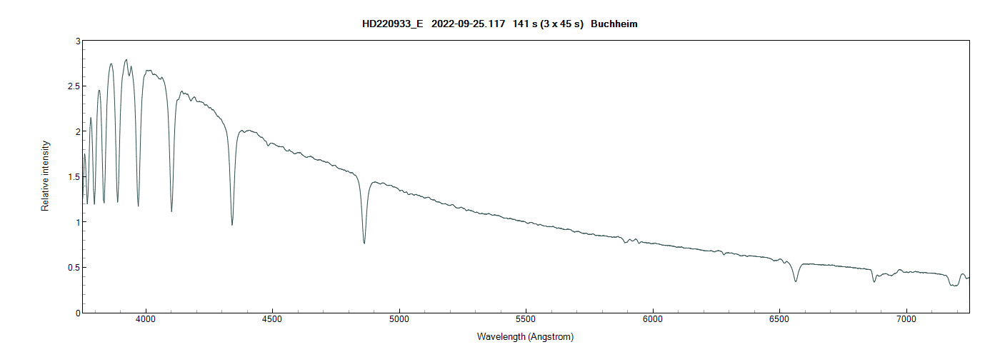 HD220933_E 2022-09-25.117 141 s (3 x 45 s) Buchheim
3
2.5
2
1.5
1
0.5
0
Relative intensity
4000 4500 5000 5500 6000 6500 7000
Wavelength (Angstrom)